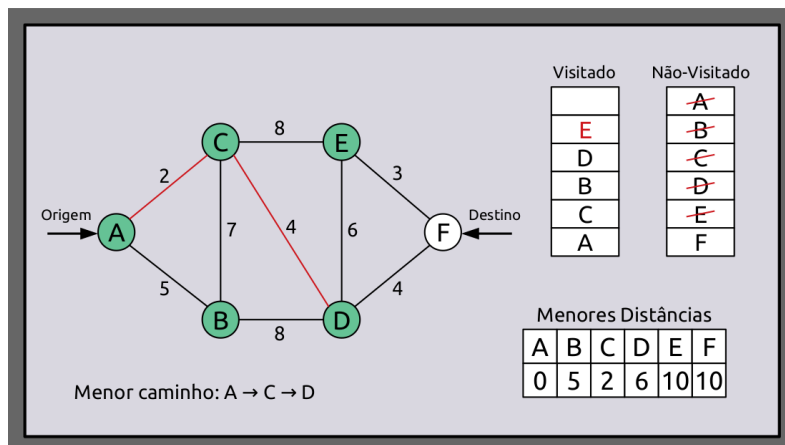 Visitado
Não-Visitado
A
E
B
D
C
B
D
C
E
A
F
C
8
E
2
3
Origem
A
7
4
6
F
Destino
5
4
B
8
D
Menores Distâncias
A B C D E F
0 5 2 6 10 10
Menor caminho: A → C → D